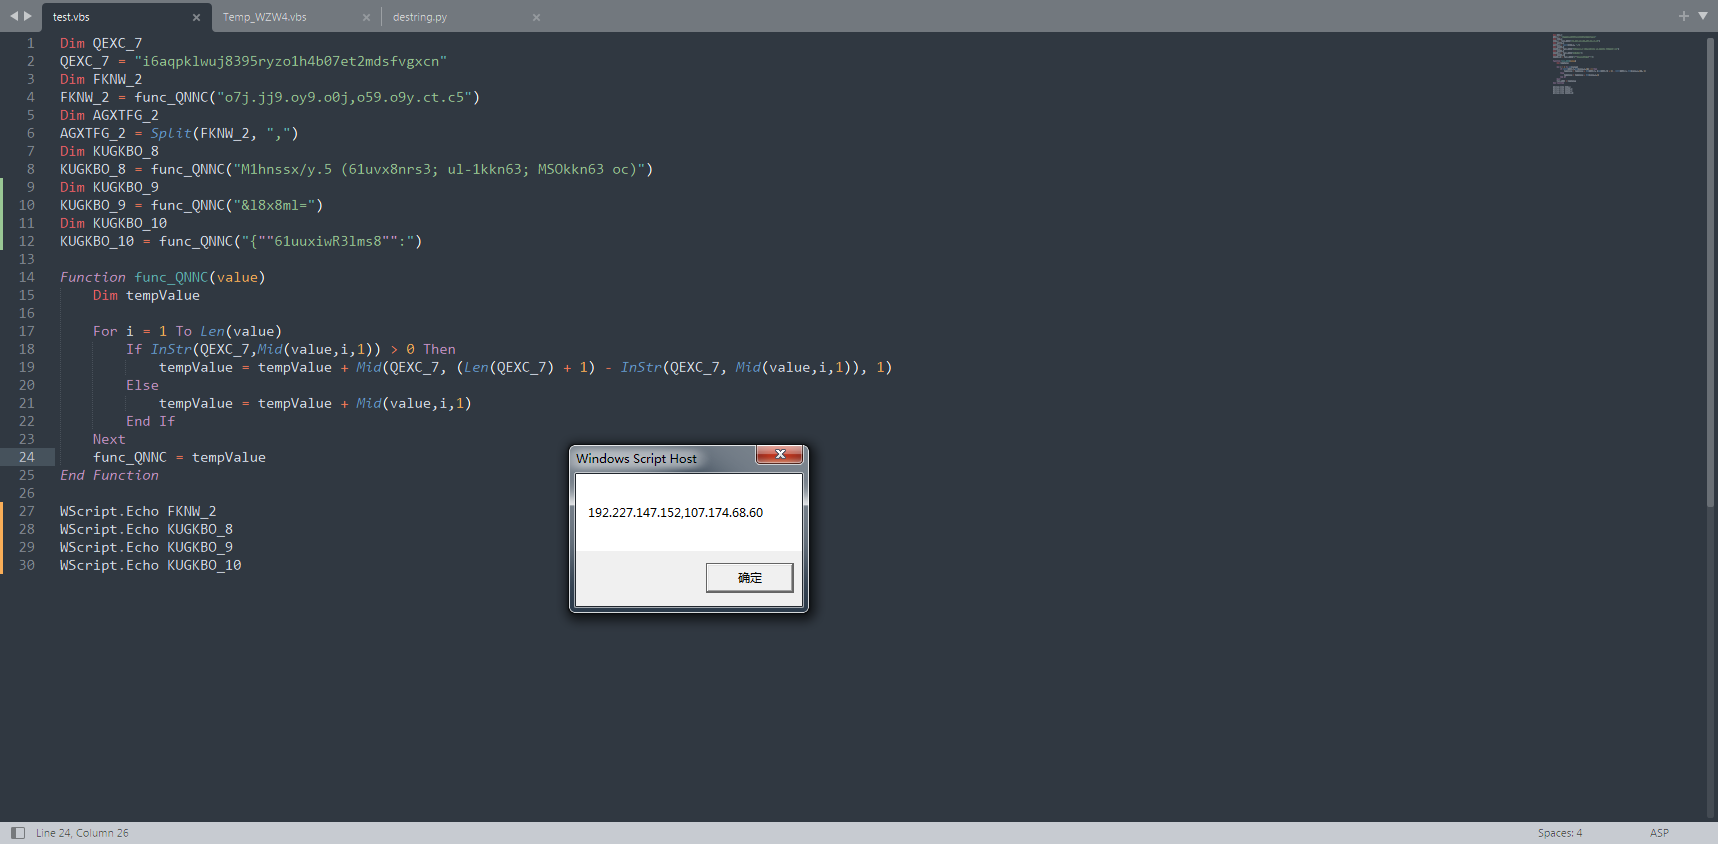 test.vbs
Temp_WZW4.vbs
destring.py
1 Dim QEXC_7
2 QEXC_7 = "i6aqpklwuj8395ryzo1h4b07et2mdsfvgxcn"
3 Dim FKNW_2
4 FKNW_2 = func_QNNC("o7j.jj9.oy9.o0j,o59.o9y.ct.c5")
5 Dim AGXTFG_2
6 AGXTFG_2 = Split(FKNW_2, ",")
7 Dim KUGKBO_8
8 KUGKBO_8 = func_QNNC("M1hnssx/y.5 (61uvx8nrs3; ul-1kkn63; MSOkkn63 oc)")
9 Dim KUGKBO_9
10 KUGKBO_9 = func_QNNC("&l8x8ml=")
11 Dim KUGKBO_10
12 KUGKBO_10 = func_QNNC("{""61uuxiwR3lms8"":")
13
14 Function func_QNNC(value)
15 Dim tempValue
16
17 For i = 1 To Len(value)
18 If InStr(QEXC_7,Mid(value,i,1)) > 0 Then
19 tempValue = tempValue + Mid(QEXC_7, (Len(QEXC_7) + 1) - InStr(QEXC_7, Mid(value,i,1)), 1)
20 Else
21 tempValue = tempValue + Mid(value,i,1)
22 End If
23 Next
24 func_QNNC = tempValue
25 End Function
26
27 WScript.Echo FKNW_2
28 WScript.Echo KUGKBO_8
29 WScript.Echo KUGKBO_9
30 WScript.Echo KUGKBO_10
Windows Script Host
192.227.147.152,107.174.68.60
确定
Line 24, Column 26
Spaces: 4
ASP